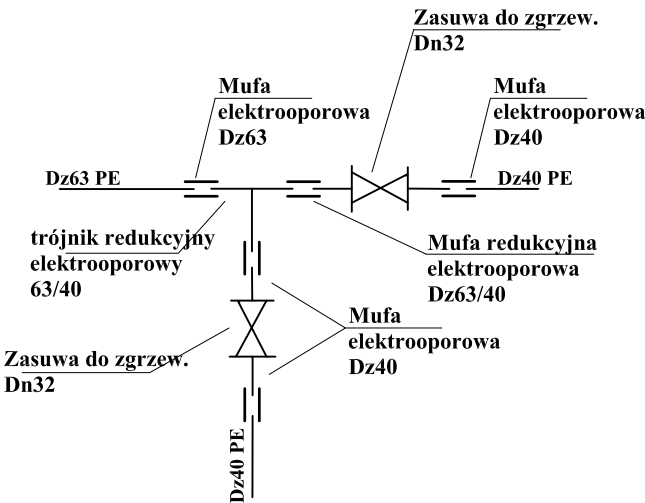 Zasuwa do zgrzew.
Dn32
Mufa
elektrooporowa
Dz63
Mufa
elektrooporowa
Dz40
Dz63 PE
Dz40 PE
trójnik redukcyjny
elektrooporowy
63/40
Mufa redukcyjna
elektrooporowa
Dz63/40
Mufa
elektrooporowa
Dz40
Zasuwa do zgrzew.
Dn32
Dz40 PE